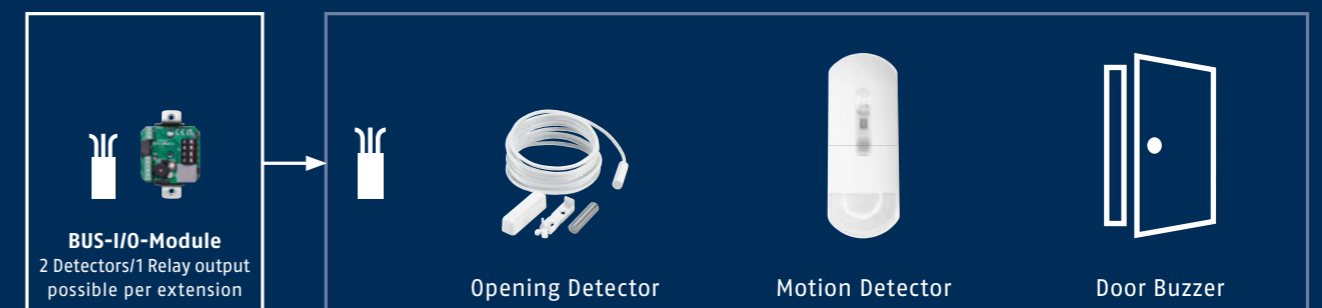 BUS-I/O-Module
2 Detectors/1 Relay output
possible per extension
Opening Detector
Motion Detector
Door Buzzer